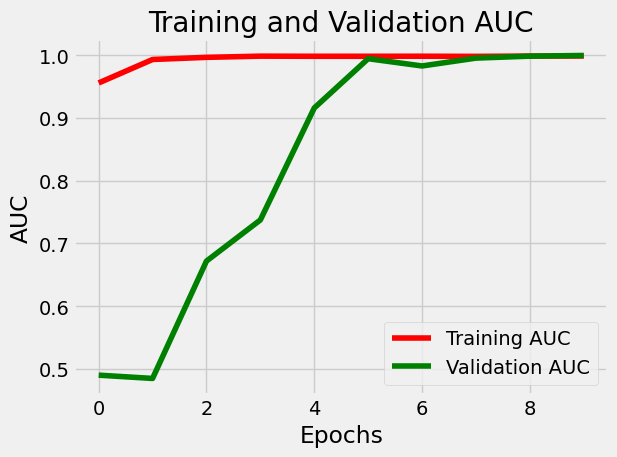 Training and Validation AUC
AUC
1.0
0.9
0.8
0.7
0.6
0.5
Training AUC
Validation AUC
0 2 4 6 8
Epochs